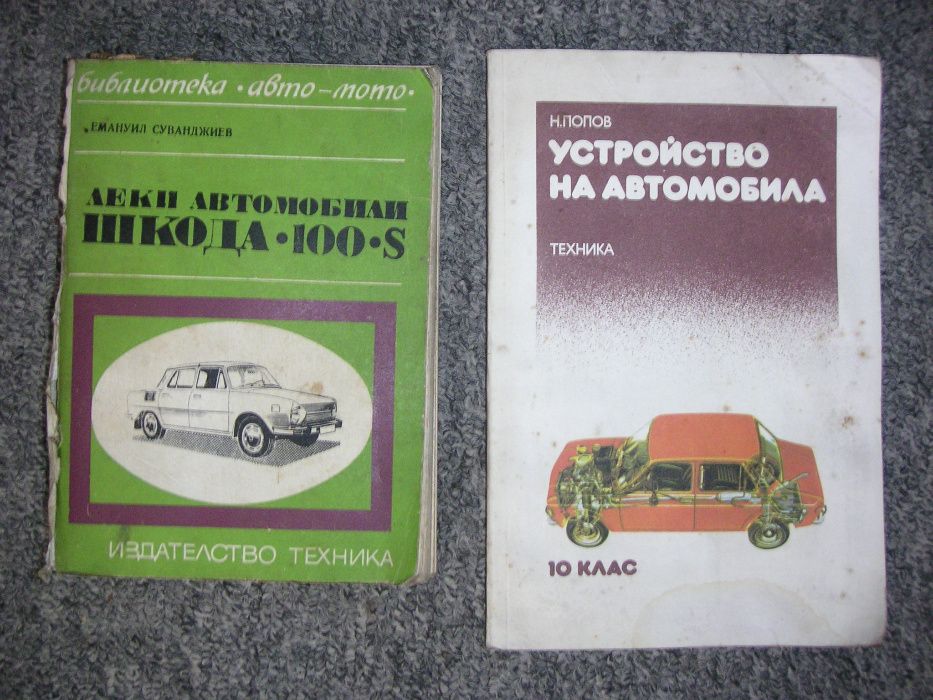 библиотека • авто – мото •
ЕМАНУИЛ СУВАНДЖИЕВ
ЛЕКИ АВТОМОБИЛИ
ШКОДА • 100 • S
ИЗДАТЕЛСТВО ТЕХНИКА
Н.ПОПОВ
УСТРОЙСТВО
НА АВТОМОБИЛА
ТЕХНИКА
10 КЛАС